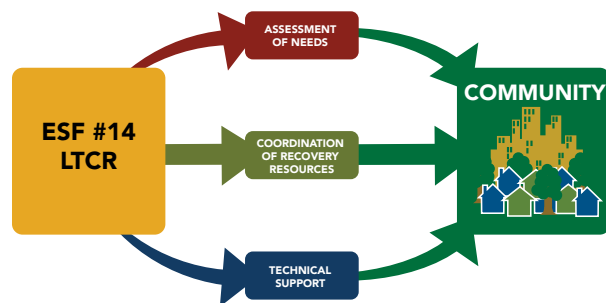 ESF #14
LTCR
ASSESSMENT
OF NEEDS
COORDINATION
OF RECOVERY
RESOURCES
TECHNICAL
SUPPORT
COMMUNITY